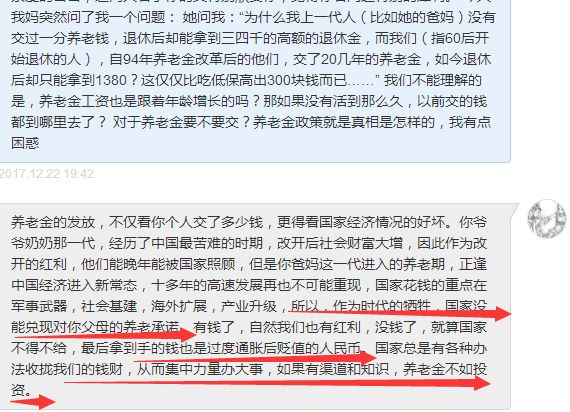 我妈突然问了我一个问题： 她问我：“为什么我上一代人（比如她的爸妈）没有
交过一分养老钱，退休后却能拿到三四千的高额的退休金，而我们（指60后开
始退休的人），自94年养老金改革后的他们，交了20几年的养老金，如今退休
后却只能拿到1380？这仅仅比吃低保高出300块钱而已……” 我们不能理解的
是，养老金工资也是跟着年龄增长的吗？那如果没有活到那么久，以前交的钱
都到哪里去了？ 对于养老金要不要交？养老金政策就是真相是怎样的，我有点
困惑
2017.12.22 19:42
养老金的发放，不仅看你个人交了多少钱，更得看国家经济情况的好坏。你爷
爷奶奶那一代，经历了中国最苦难的时期，改开后社会财富大增，因此作为改
开的红利，他们能晚年能被国家照顾，但是你爸妈这一代进入的养老期，正逢
中国经济进入新常态，十多年的高速发展再也不可能重现，国家花钱的重点在
军事武器，社会基建，海外扩展，产业升级，所以，作为时代的牺牲，国家没
能兑现对你父母的养老承诺。有钱了，自然我们也有红利，没钱了，就算国家
不得不给，最后拿到手的钱也是过度通胀后贬值的人民币。国家总是有各种办
法收拢我们的钱财，从而集中力量办大事，如果有渠道和知识，养老金不如投
资。